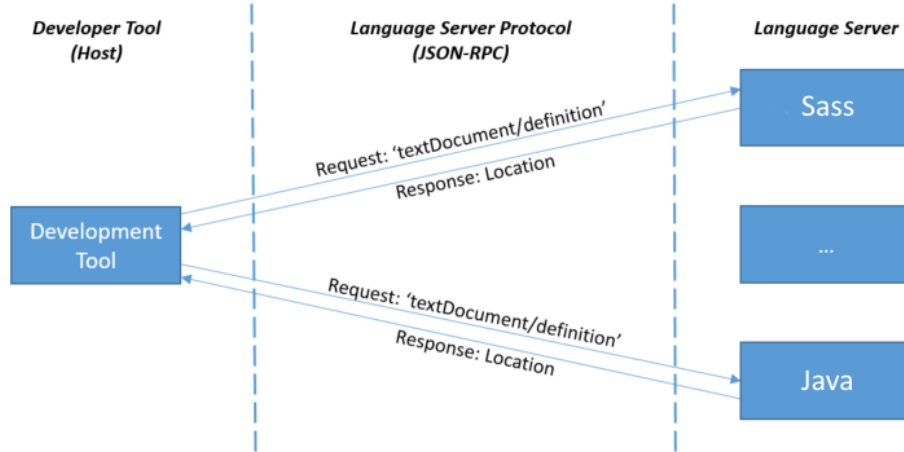 Developer Tool
(Host)
Language Server Protocol
(JSON-RPC)
Language Server
Sass
Request: ‘textDocument/definition’
Response: Location
Development
Tool
...
Request: ‘textDocument/definition’
Response: Location
Java